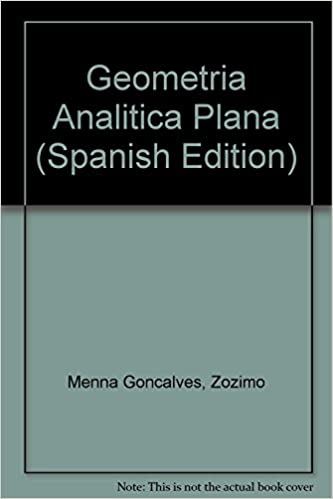 Geometria
Analitica Plana
(Spanish Edition)
Menna Goncalves, Zozimo
Note: This is not the actual book cover